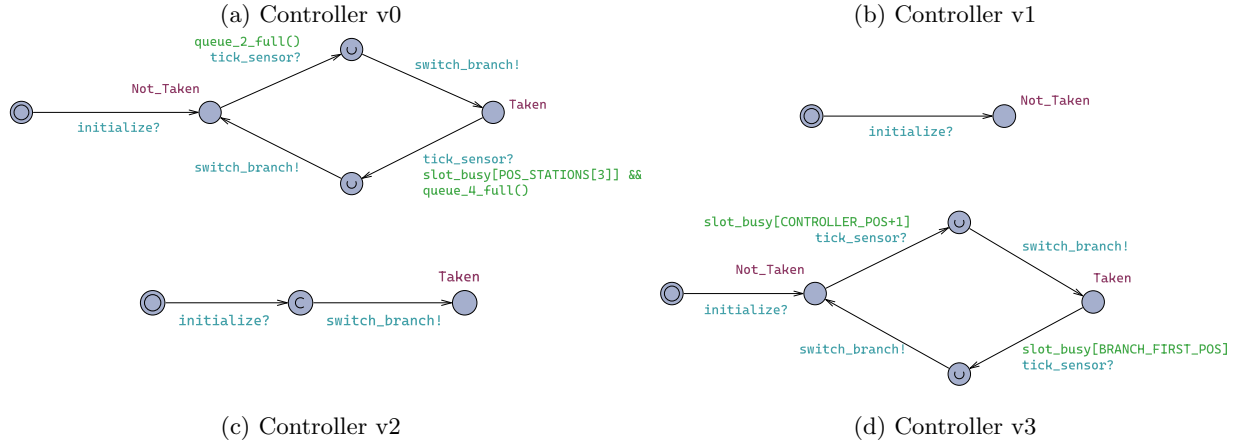 (a) Controller v0
(b) Controller v1
queue_2_full()
tick_sensor?
switch_branch!
Not_Taken
Taken
initialize?
switch_branch!
tick_sensor?
slot_busy[POS_STATIONS[3]] &&
queue_4_full()
Not_Taken
initialize?
Taken
C
initialize?
switch_branch!
slot_busy[CONTROLLER_POS+1]
tick_sensor?
switch_branch!
Not_Taken
Taken
initialize?
switch_branch!
slot_busy[BRANCH_FIRST_POS]
tick_sensor?
(c) Controller v2
(d) Controller v3